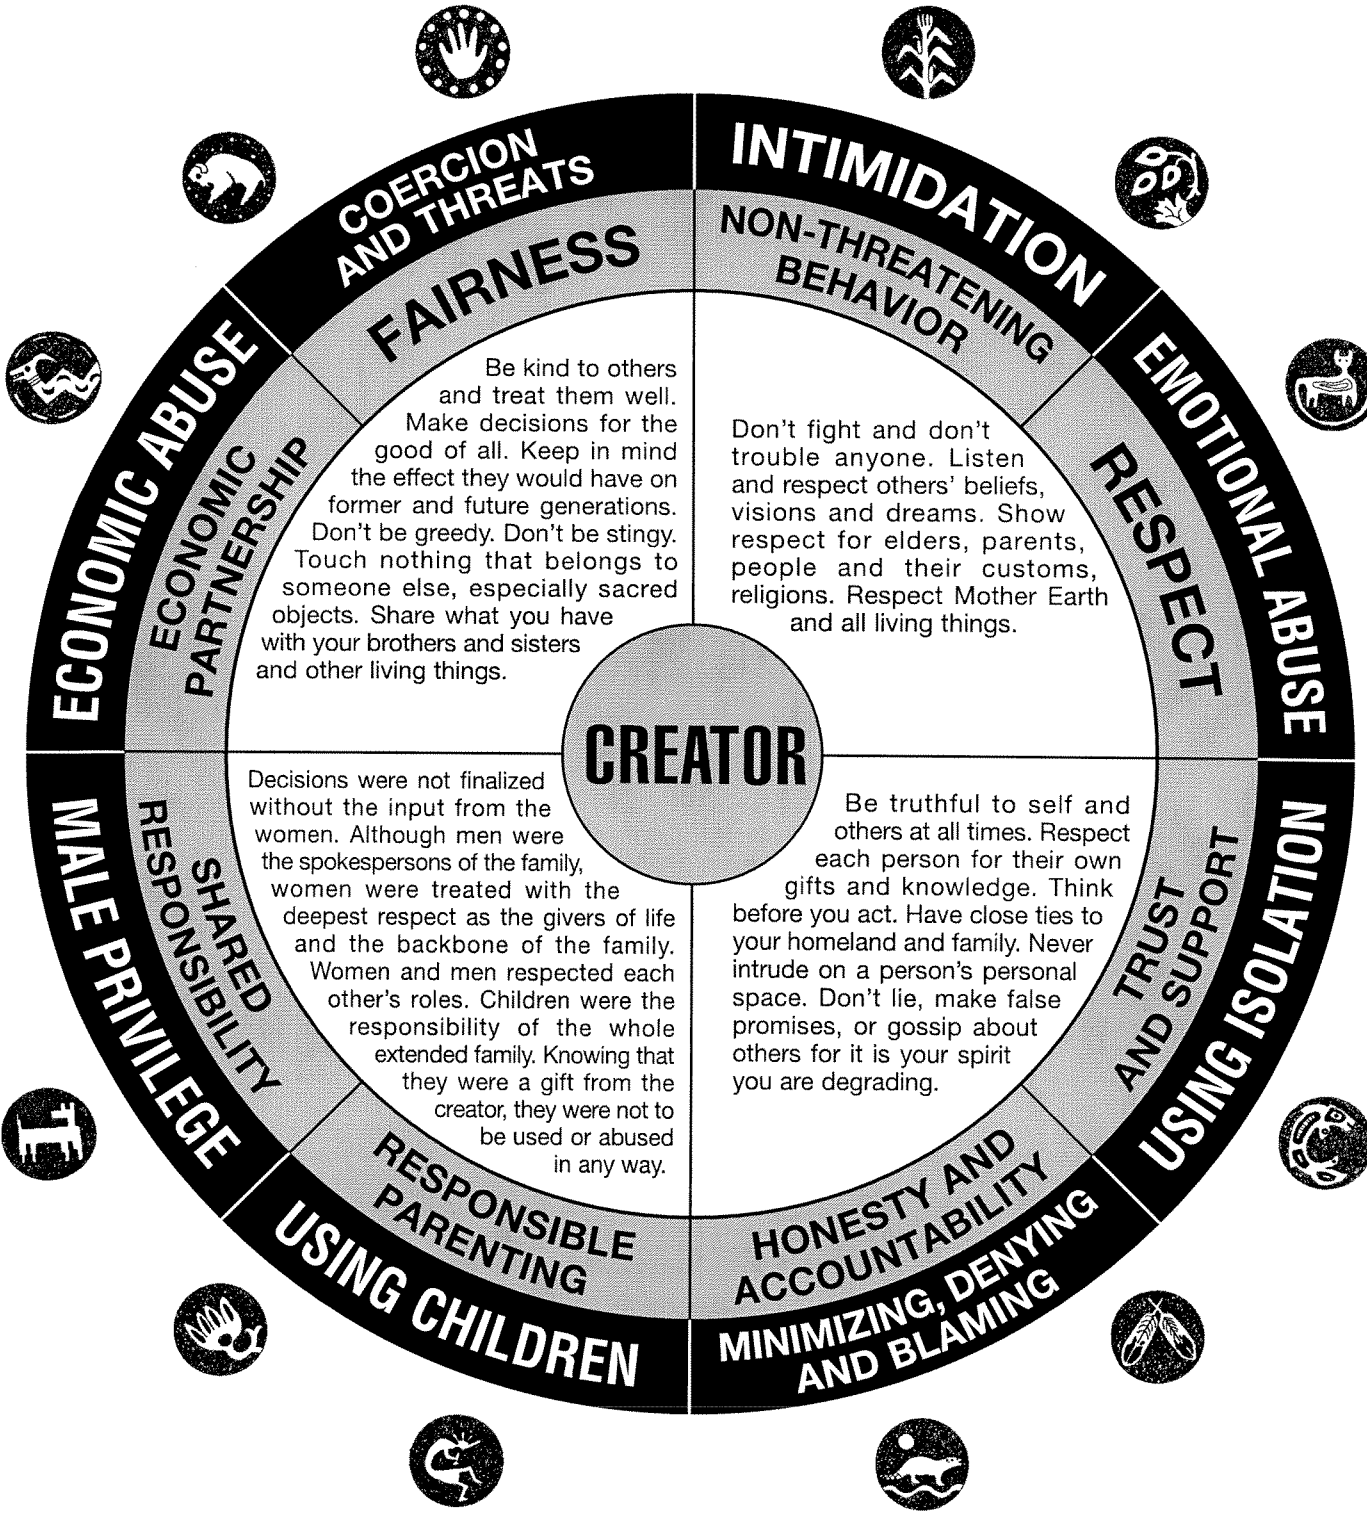 COERCION
AND THREATS
INTIMIDATION
EMOTIONAL ABUSE
USING ISOLATION
MINIMIZING, DENYING
AND BLAMING
USING CHILDREN
MALE PRIVILEGE
ECONOMIC ABUSE
FAIRNESS
NON-THREATENING
BEHAVIOR
RESPECT
TRUST
AND SUPPORT
HONESTY AND
ACCOUNTABILITY
RESPONSIBLE
PARENTING
SHARED
RESPONSIBILITY
ECONOMIC
PARTNERSHIP
Be kind to others
and treat them well.
Make decisions for the
good of all. Keep in mind
the effect they would have on
former and future generations.
Don't be greedy. Don't be stingy.
Touch nothing that belongs to
someone else, especially sacred
objects. Share what you have
with your brothers and sisters
and other living things.
Don't fight and don't
trouble anyone. Listen
and respect others' beliefs,
visions and dreams. Show
respect for elders, parents,
people and their customs,
religions. Respect Mother Earth
and all living things.
CREATOR
Decisions were not finalized
without the input from the
women. Although men were
the spokespersons of the family,
women were treated with the
deepest respect as the givers of life
and the backbone of the family.
Women and men respected each
other's roles. Children were the
responsibility of the whole
extended family. Knowing that
they were a gift from the
creator, they were not to
be used or abused
in any way.
Be truthful to self and
others at all times. Respect
each person for their own
gifts and knowledge. Think
before you act. Have close ties to
your homeland and family. Never
intrude on a person's personal
space. Don't lie, make false
promises, or gossip about
others for it is your spirit
you are degrading.